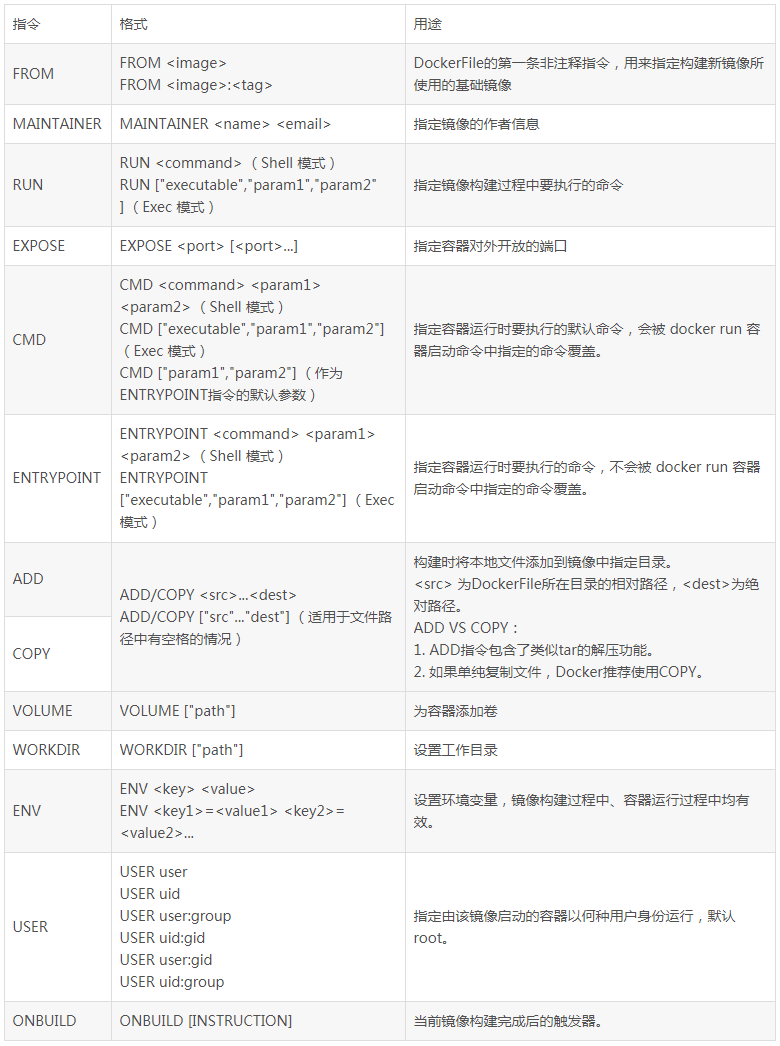 指令
格式
用途
FROM
FROM <image>
FROM <image>:<tag>
DockerFile的第一条非注释指令，用来指定构建新镜像所
使用的基础镜像
MAINTAINER
MAINTAINER <name> <email>
指定镜像的作者信息
RUN
RUN <command> （ Shell 模式 ）
RUN ["executable","param1","param2"
] （ Exec 模式 ）
指定镜像构建过程中要执行的命令
EXPOSE
EXPOSE <port> [<port>...]
指定容器对外开放的端口
CMD
CMD <command> <param1>
<param2> （ Shell 模式 ）
CMD ["executable","param1","param2"]
（ Exec 模式 ）
CMD ["param1","param2"] （ 作为
ENTRYPOINT指令的默认参数 ）
指定容器运行时要执行的默认命令，会被 docker run 容
器启动命令中指定的命令覆盖。
ENTRYPOINT
ENTRYPOINT <command> <param1>
<param2> （ Shell 模式 ）
ENTRYPOINT
["executable","param1","param2"] （ Exec
模式 ）
指定容器运行时要执行的命令，不会被 docker run 容器
启动命令中指定的命令覆盖。
ADD
COPY
ADD/COPY <src>...<dest>
ADD/COPY ["src"..."dest"] （ 适用于文件路
径中有空格的情况 ）
构建时将本地文件添加到镜像中指定目录。
<src> 为DockerFile所在目录的相对路径，<dest>为绝
对路径。
ADD VS COPY：
1. ADD指令包含了类似tar的解压功能。
2. 如果单纯复制文件，Docker推荐使用COPY。
VOLUME
VOLUME ["path"]
为容器添加卷
WORKDIR
WORKDIR ["path"]
设置工作目录
ENV
ENV <key> <value>
ENV <key1>=<value1> <key2>=
<value2>...
设置环境变量，镜像构建过程中、容器运行过程中均有
效。
USER
USER user
USER uid
USER user:group
USER uid:gid
USER user:gid
USER uid:group
指定由该镜像启动的容器以何种用户身份运行，默认
root。
ONBUILD
ONBUILD [INSTRUCTION]
当前镜像构建完成后的触发器。